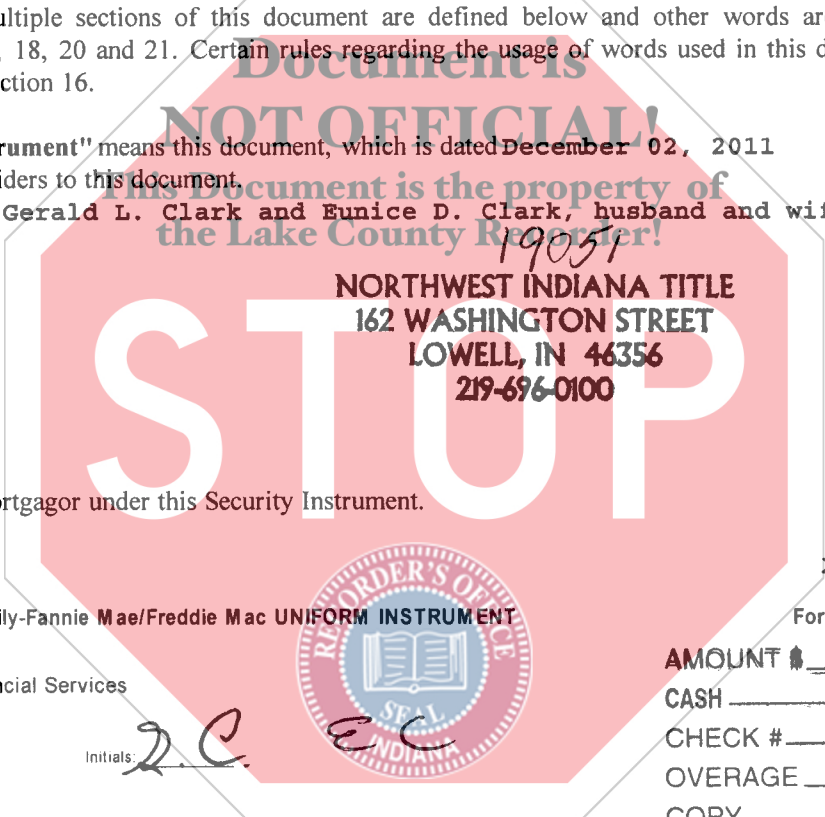 ultiple sections of this document are defined below and other words ar
18, 20 and 21. Certain rules regarding the usage of words used in this d
ction 16.
Document is
NOT OFFICIAL!
This Document is the property of
the Lake County Recorder!
rument" means this document, which is dated December 02, 2011
iders to this document.
Gerald L. Clark and Eunice D. Clark, husband and wif
19051
NORTHWEST INDIANA TITLE
162 WASHINGTON STREET
LOWELL, IN 46356
219-696-0100
STOP
rtgagor under this Security Instrument.
ily-Fannie Mae/Freddie Mac UNIFORM INSTRUMENT
For
RECORDER'S OFFICE
SEAL
INDIANA
AMOUNT $
ncial Services
CASH
CHECK #
Initials: G.C. E C
OVERAGE
COPY